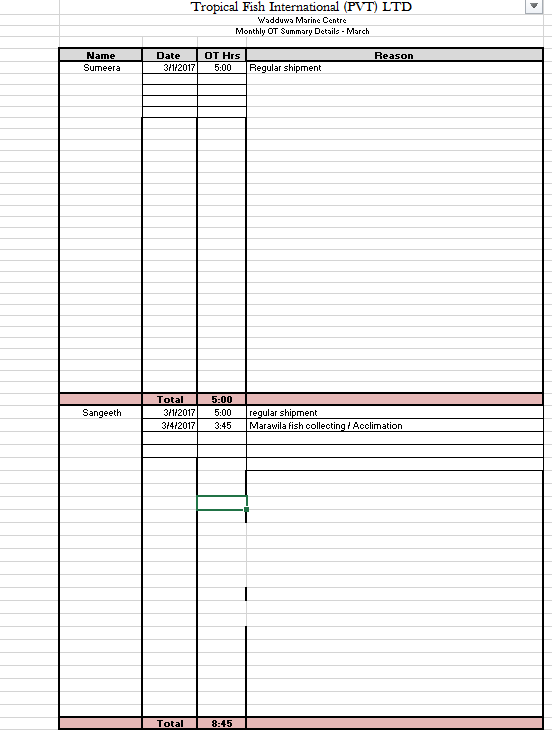 Tropical Fish International (PVT) LTD
Wadduwa Marine Centre
Monthly OT Summary Details - March
Name Date OT Hrs Reason
Sumeera 3/1/2017 5:00 Regular shipment
Total 5:00
Sangeeth 3/1/2017 5:00 regular shipment
3/4/2017 3:45 Marawila fish collecting / Acclimation
Total 8:45